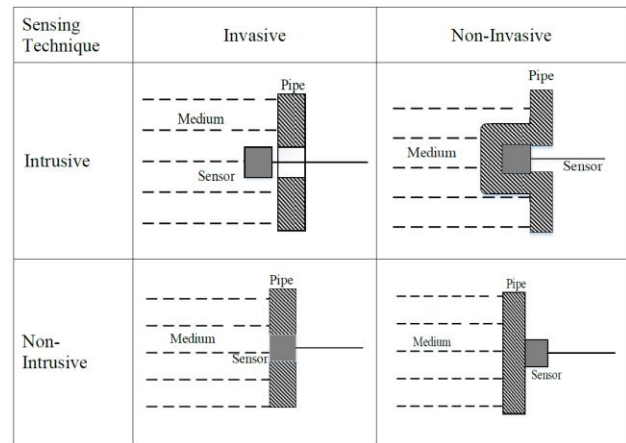 Sensing
Technique
Invasive
Non-Invasive
Intrusive
Pipe
Medium
Sensor
Pipe
Medium
Sensor
Non-
Intrusive
Pipe
Medium
Sensor
Pipe
Medium
Sensor